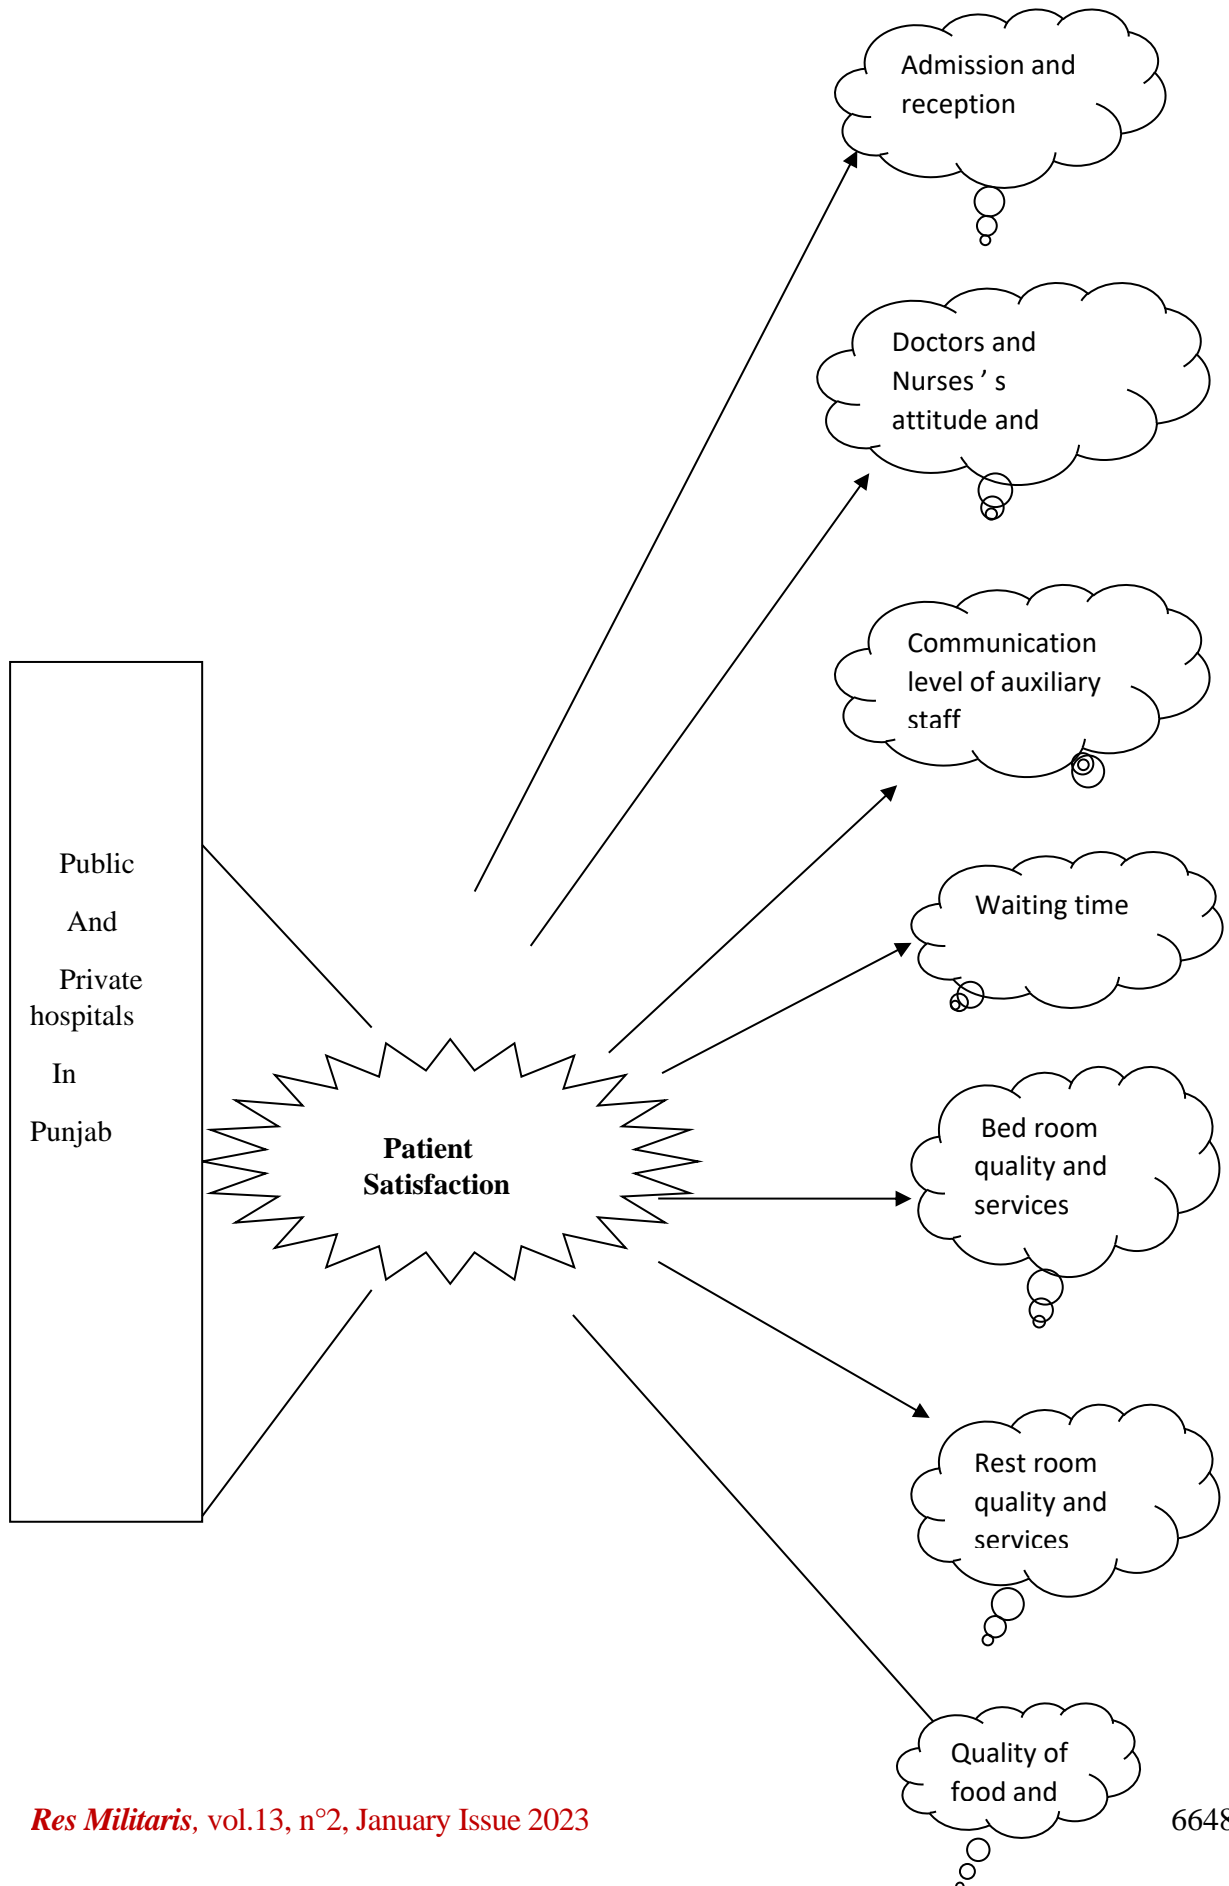 Admission and
reception
Doctors and
Nurses ’ s
attitude and
Communication
level of auxiliary
staff
Public
And
Private
hospitals
In
Punjab
Waiting time
Patient
Satisfaction
Bed room
quality and
services
Rest room
quality and
services
Quality of
food and
Res Militaris, vol.13, n°2, January Issue 2023
6648